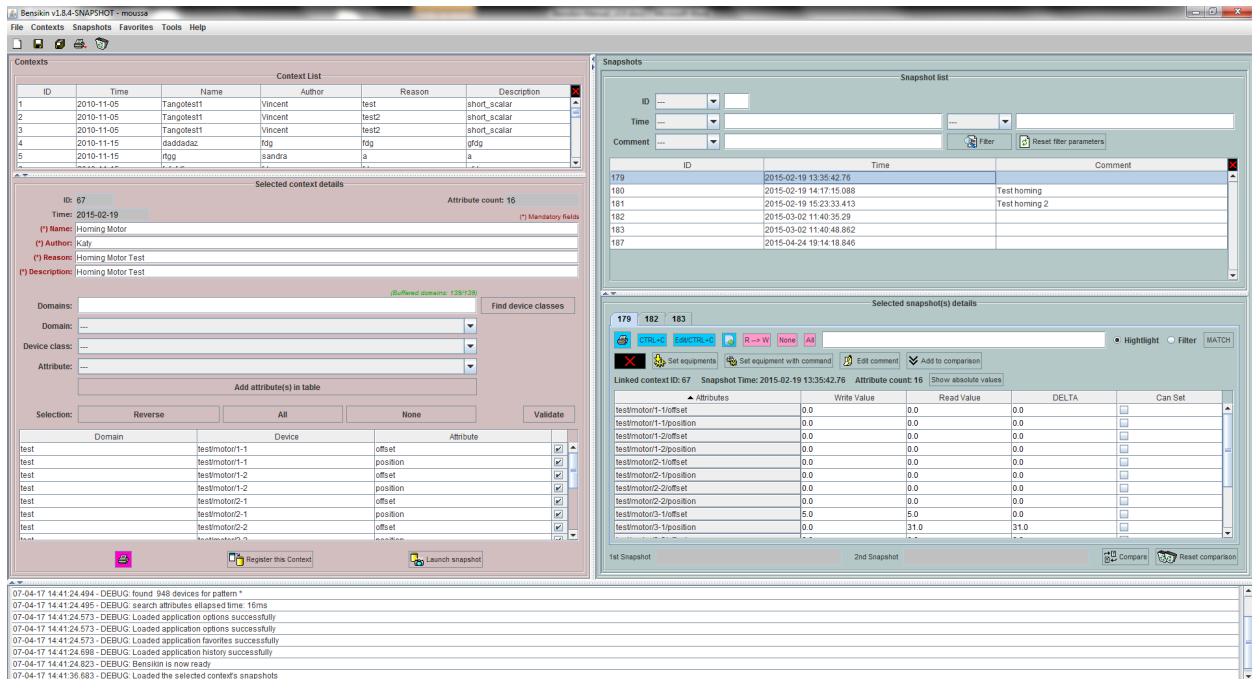 Bensikin v1.8.4-SNAPSHOT - moussa
File Contexts Snapshots Favorites Tools Help
Contexts
Context List
ID Time Name Author Reason Description
1 2010-11-05 Tangotest1 Vincent test short_scalar
2 2010-11-05 Tangotest1 Vincent test2 short_scalar
3 2010-11-05 Tangotest1 Vincent test2 short_scalar
4 2010-11-15 daddadaz fdg fdg gfdg
5 2010-11-15 rtgg sandra a a
Selected context details
ID: 67 Attribute count: 16
Time: 2015-02-19 (*) Mandatory fields
(*) Name: Homing Motor
(*) Author: Katy
(*) Reason: Homing Motor Test
(*) Description: Homing Motor Test
(Buffered domains: 139/139)
Domains: Find device classes
Domain: ---
Device class: ---
Attribute: ---
Add attribute(s) in table
Selection: Reverse All None Validate
Domain Device Attribute
test test/motor/1-1 offset
test test/motor/1-1 position
test test/motor/1-2 offset
test test/motor/1-2 position
test test/motor/2-1 offset
test test/motor/2-1 position
test test/motor/2-2 offset
test test/motor/2-2 position
Register this Context Launch snapshot
Snapshots
Snapshot list
ID ---
Time --- ---
Comment --- Filter Reset filter parameters
ID Time Comment
179 2015-02-19 13:35:42.76
180 2015-02-19 14:17:15.088 Test homing
181 2015-02-19 15:23:33.413 Test homing 2
182 2015-03-02 11:40:35.29
183 2015-03-02 11:40:48.862
187 2015-04-24 19:14:18.846
Selected snapshot(s) details
179 182 183
CTRL+C Edit/CTRL+C R --> W None All Hightlight Filter MATCH
Set equipments Set equipment with command Edit comment Add to comparison
Linked context ID: 67 Snapshot Time: 2015-02-19 13:35:42.76 Attribute count: 16 Show absolute values
Attributes Write Value Read Value DELTA Can Set
test/motor/1-1/offset 0.0 0.0 0.0
test/motor/1-1/position 0.0 0.0 0.0
test/motor/1-2/offset 0.0 0.0 0.0
test/motor/1-2/position 0.0 0.0 0.0
test/motor/2-1/offset 0.0 0.0 0.0
test/motor/2-1/position 0.0 0.0 0.0
test/motor/2-2/offset 0.0 0.0 0.0
test/motor/2-2/position 0.0 0.0 0.0
test/motor/3-1/offset 5.0 5.0 0.0
test/motor/3-1/position 0.0 31.0 31.0
1st Snapshot 2nd Snapshot Compare Reset comparison
07-04-17 14:41:24.494 - DEBUG: found 948 devices for pattern *
07-04-17 14:41:24.495 - DEBUG: search attributes ellapsed time: 16ms
07-04-17 14:41:24.573 - DEBUG: Loaded application options successfully
07-04-17 14:41:24.573 - DEBUG: Loaded application options successfully
07-04-17 14:41:24.573 - DEBUG: Loaded application favorites successfully
07-04-17 14:41:24.698 - DEBUG: Loaded application history successfully
07-04-17 14:41:24.823 - DEBUG: Bensikin is now ready
07-04-17 14:41:36.683 - DEBUG: Loaded the selected context's snapshots